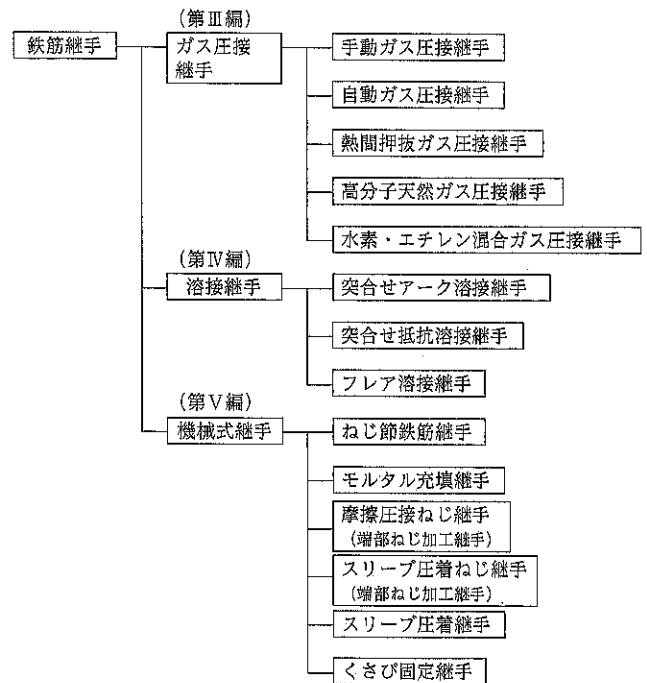 (第Ⅲ編)
鉄筋継手
ガス圧接
継手
手動ガス圧接継手
自動ガス圧接継手
熱間押抜ガス圧接継手
高分子天然ガス圧接継手
水素・エチレン混合ガス圧接継手
(第Ⅳ編)
溶接継手
突合せアーク溶接継手
突合せ抵抗溶接継手
フレア溶接継手
(第Ⅴ編)
機械式継手
ねじ節鉄筋継手
モルタル充填継手
摩擦圧接ねじ継手
(端部ねじ加工継手)
スリーブ圧着ねじ継手
(端部ねじ加工継手)
スリーブ圧着継手
くさび固定継手